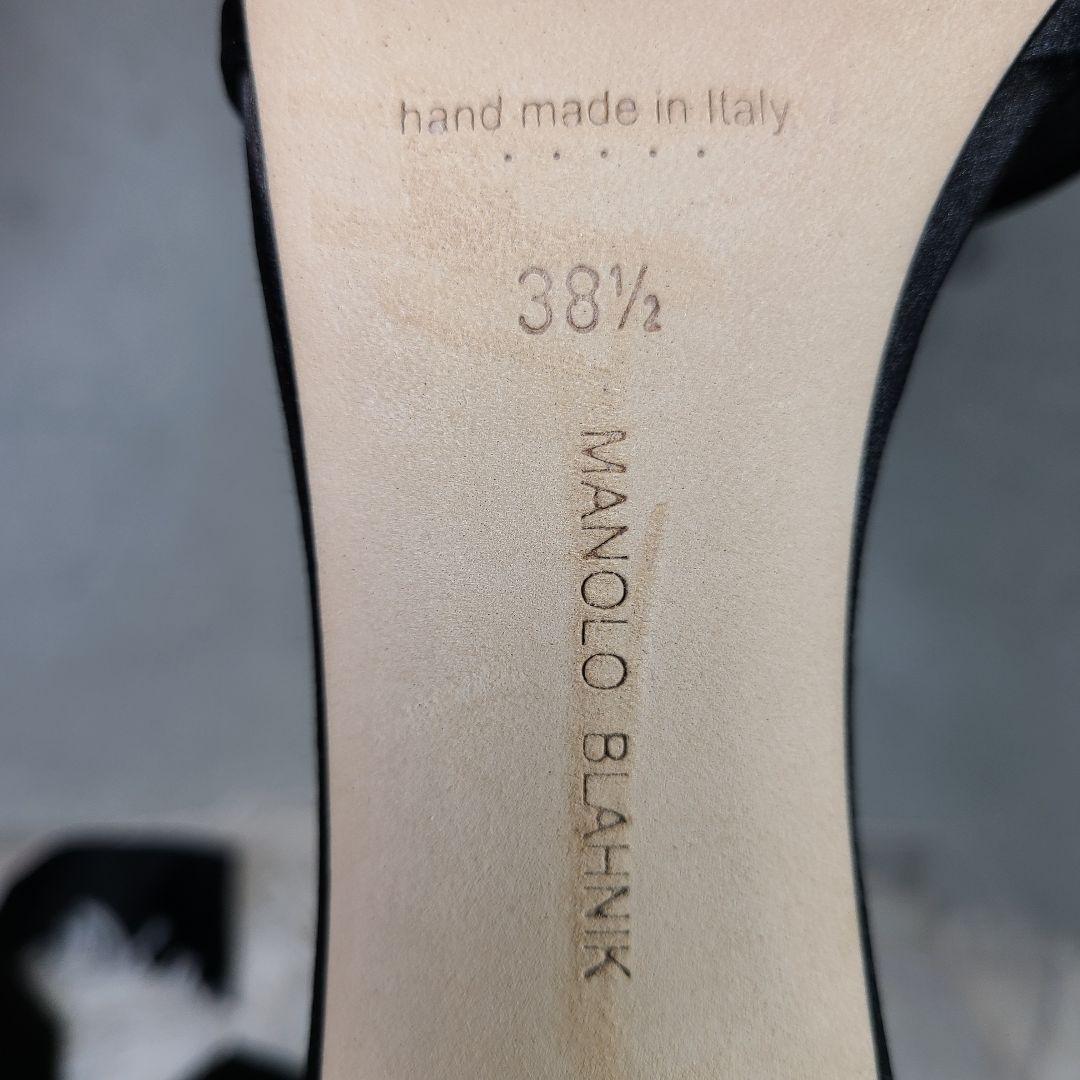 hand made in Italy
38½
MANOLO BLAHNIK